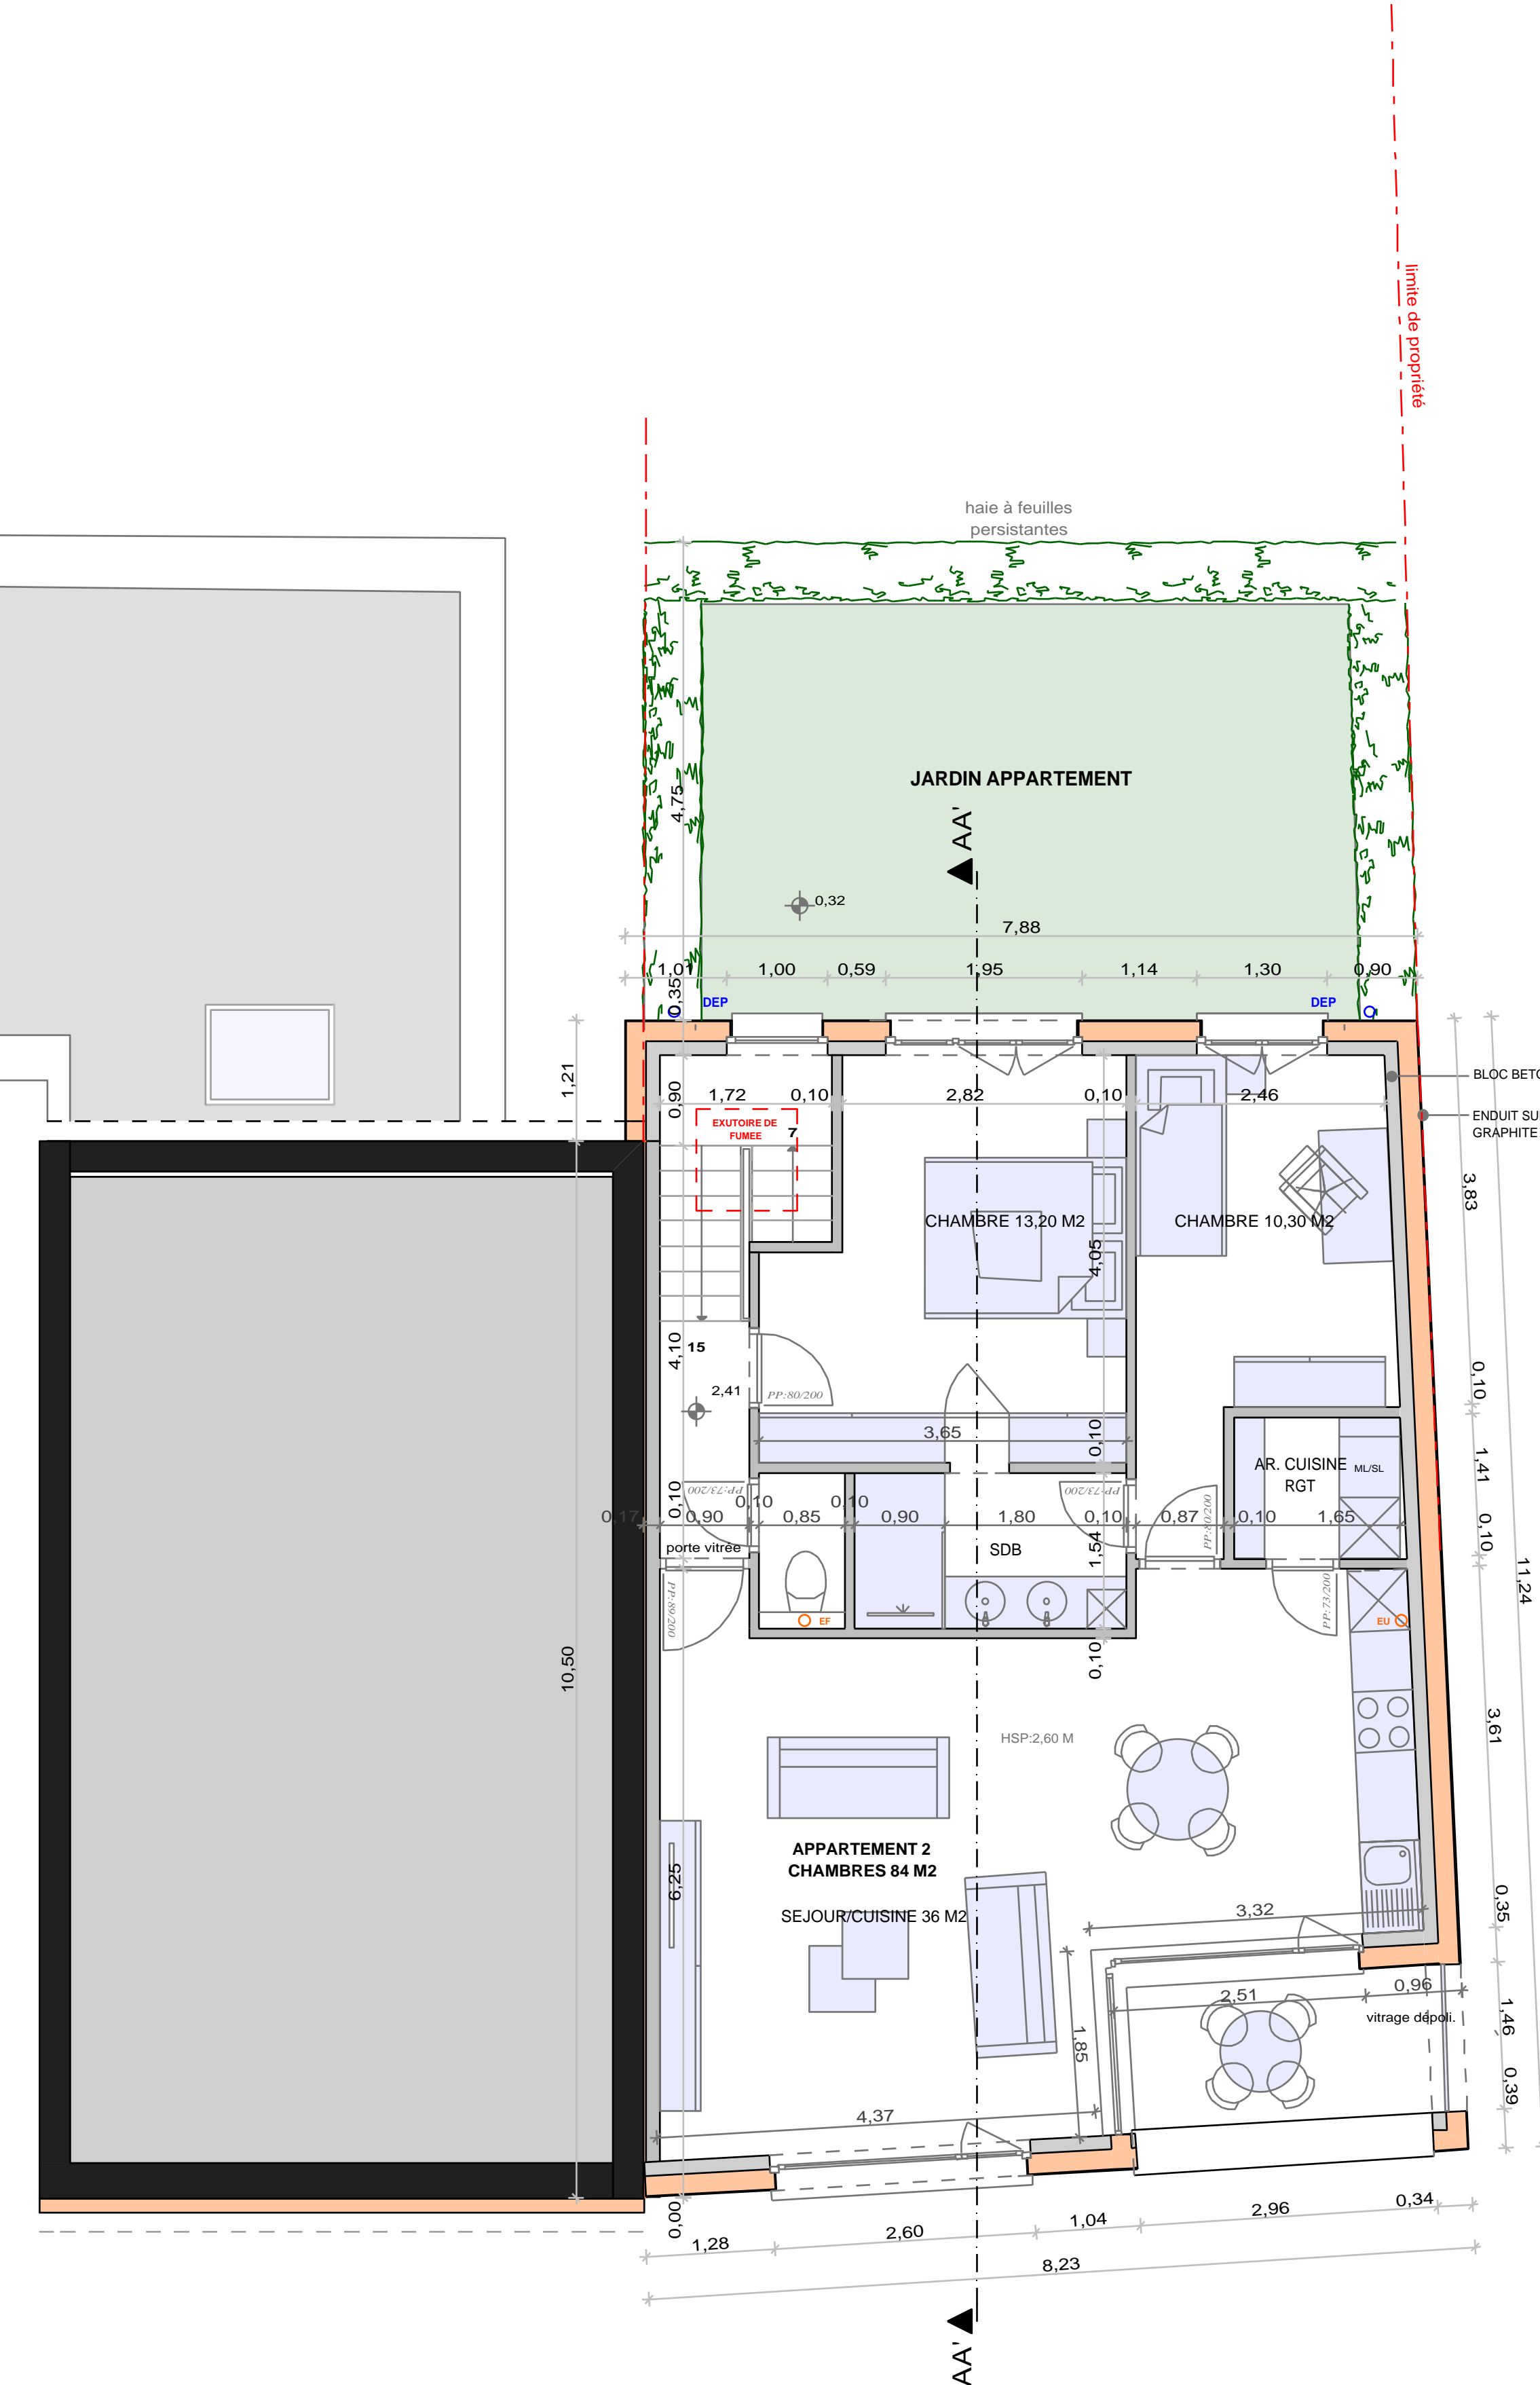 limite de propriété
haie à feuilles
persistantes
JARDIN APPARTEMENT
4,75
AA'
0,32
7,88
1,01
1,00
0,59
1,95
1,14
1,30
0,90
0,35
DEP
DEP
1,21
BLOC BETO
ENDUIT SU
GRAPHITE
0,90
1,72
0,10
2,82
0,10
2,46
EXUTOIRE DE
FUMEE
7
3,83
CHAMBRE 13,20 M2
CHAMBRE 10,30 M2
4,05
4,10
15
2,41
PP:80/200
0,10
3,65
0,10
AR. CUISINE
RGT
ML/SL
1,41
0,10
PP:73/200
PP:73/200
PP:80/200
0,10
0,10
0,17
0,90
0,85
0,90
1,80
0,10
0,87
0,10
1,65
0,10
porte vitrée
SDB
1,54
11,24
PP:89/200
PP:73/200
EF
EU
10,50
0,10
3,61
HSP:2,60 M
APPARTEMENT 2
CHAMBRES 84 M2
6,25
SEJOUR/CUISINE 36 M2
3,32
0,35
2,51
0,96
vitrage dépoli.
1,46
1,85
0,39
4,37
0,00
1,28
2,60
1,04
2,96
0,34
8,23
AA'